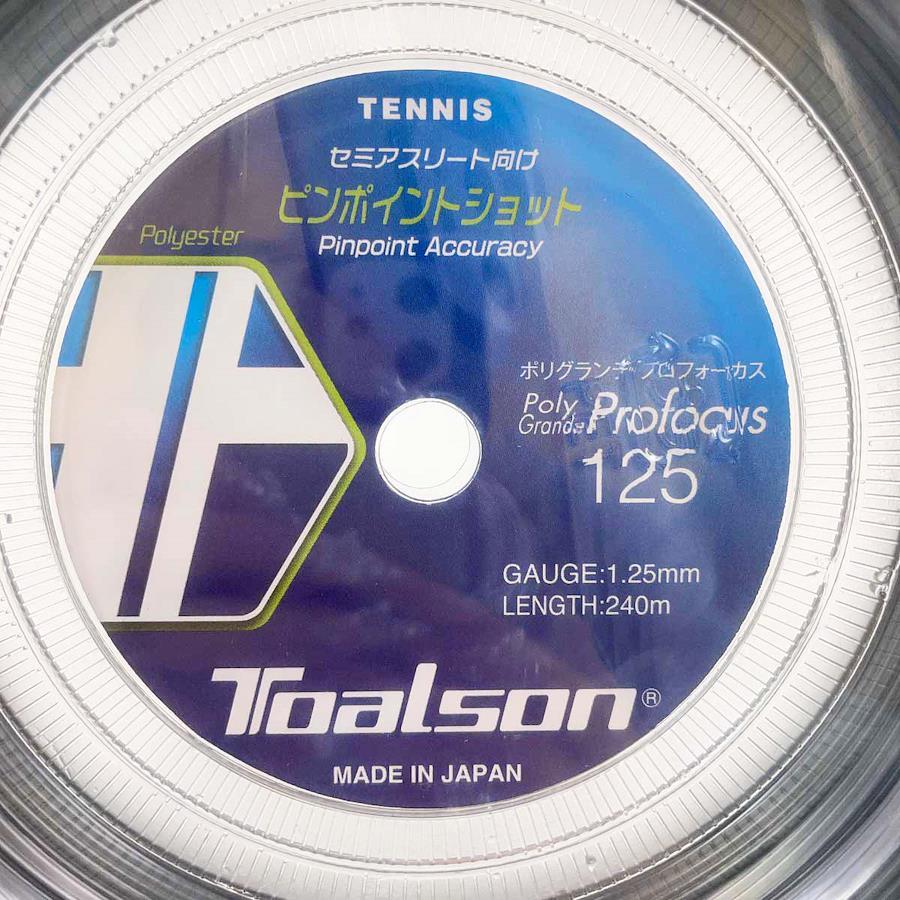 TENNIS
セミアスリート向け
ピンポイントショット
Pinpoint Accuracy
Polyester
ポリグランデ プロフォーカス
Poly Grande Profocus
125
GAUGE:1.25mm
LENGTH:240m
Toalson®
MADE IN JAPAN